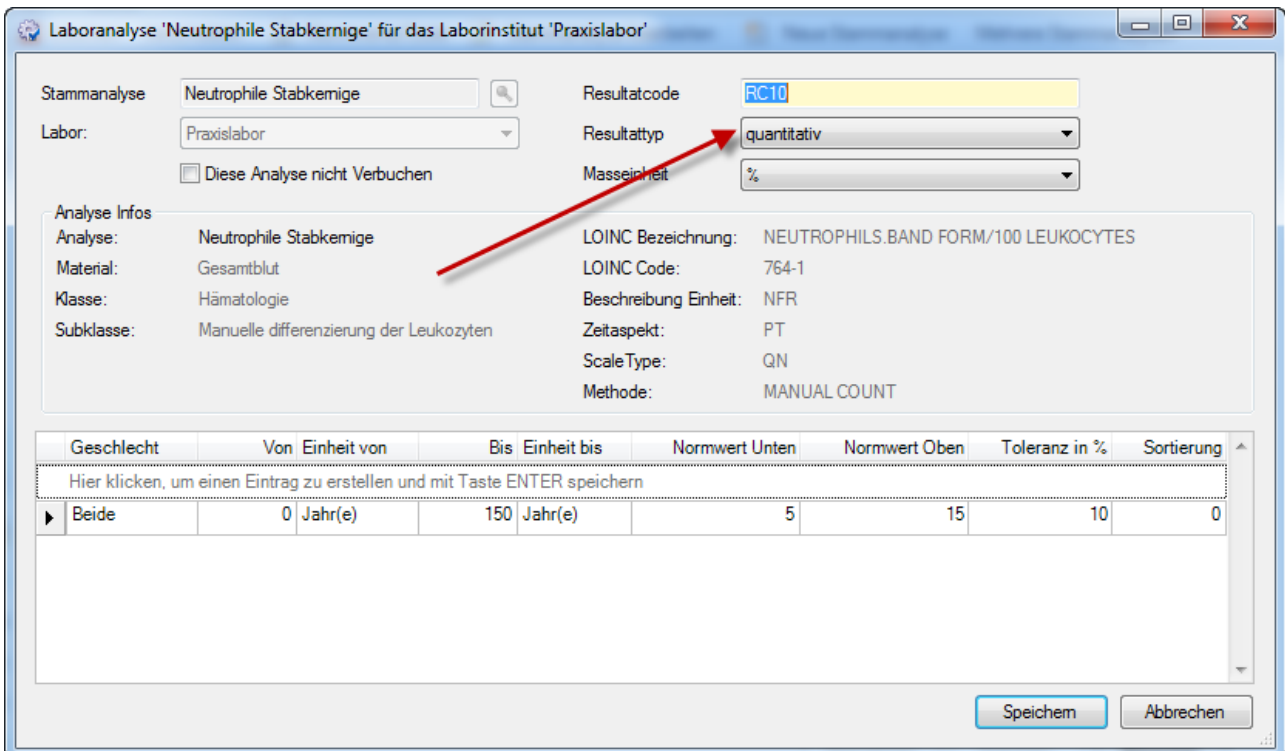 Laboranalyse 'Neutrophile Stabkernige' für das Laborinstitut 'Praxislabor'
Stammanalyse Neutrophile Stabkernige Resultatcode RC10
Labor: Praxislabor Resultattyp quantitativ
Diese Analyse nicht Verbuchen Masseinheit %
Analyse Infos
Analyse: Neutrophile Stabkernige LOINC Bezeichnung: NEUTROPHILS.BAND FORM/100 LEUKOCYTES
Material: Gesamtblut LOINC Code: 764-1
Klasse: Hämatologie Beschreibung Einheit: NFR
Subklasse: Manuelle differenzierung der Leukozyten Zeitaspekt: PT
ScaleType: QN
Methode: MANUAL COUNT
Geschlecht Von Einheit von Bis Einheit bis Normwert Unten Normwert Oben Toleranz in % Sortierung
Hier klicken, um einen Eintrag zu erstellen und mit Taste ENTER speichern
Beide 0 Jahr(e) 150 Jahr(e) 5 15 10 0
Speichern Abbrechen